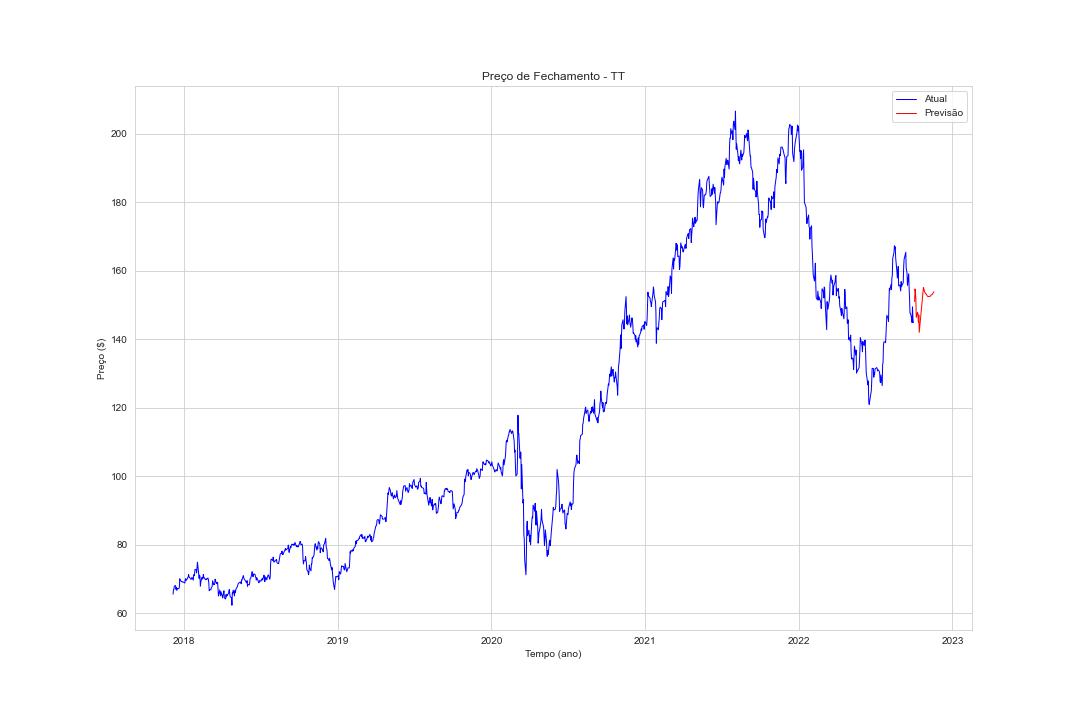 Preço de Fechamento - TT
Atual
Previsão
200
180
160
140
120
100
80
60
Preço ($)
2018 2019 2020 2021 2022 2023
Tempo (ano)